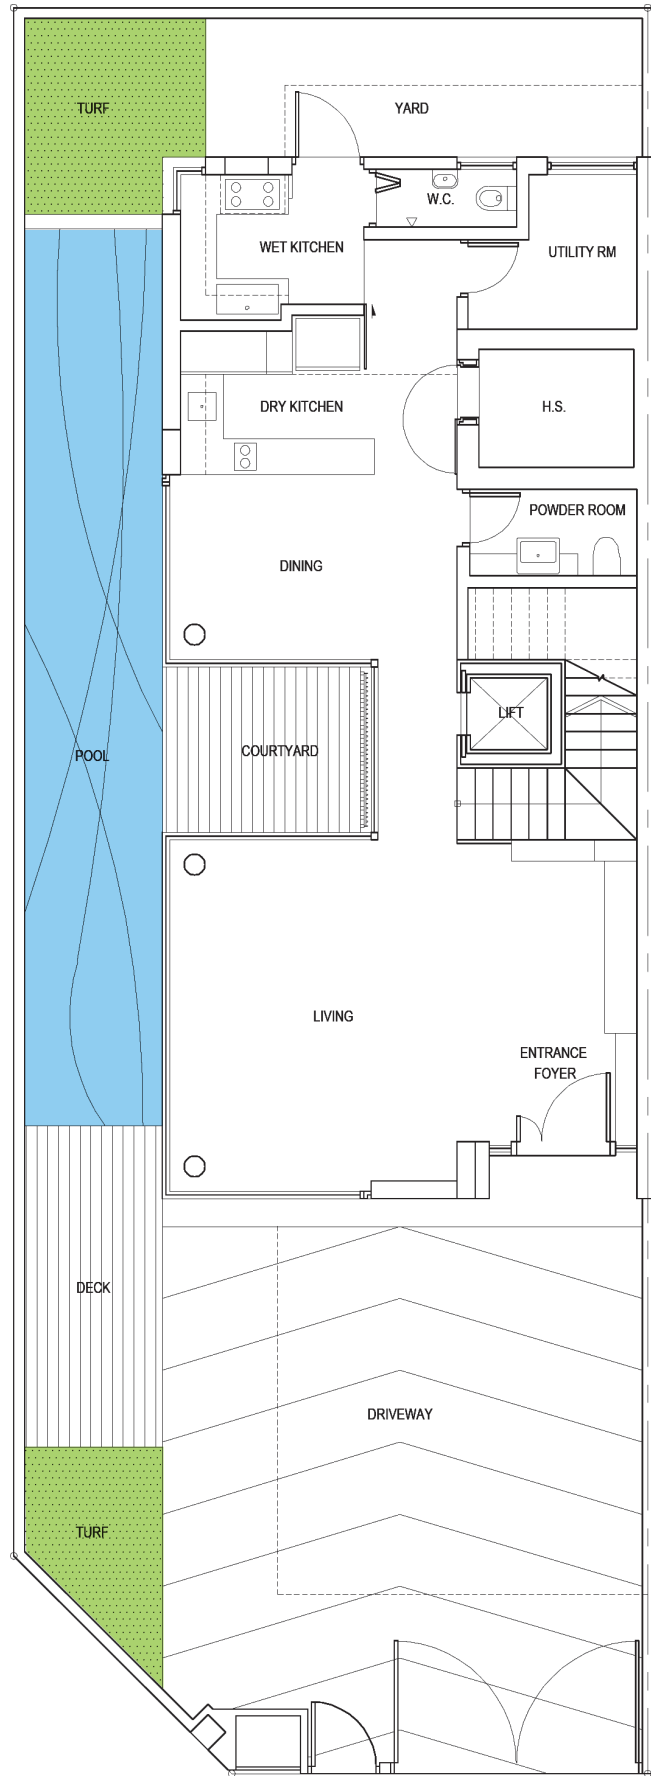 TURF
YARD
W.C.
WET KITCHEN
UTILITY RM
DRY KITCHEN
H.S.
POWDER ROOM
DINING
LIFT
COURTYARD
POOL
LIVING
ENTRANCE
FOYER
DECK
DRIVEWAY
TURF